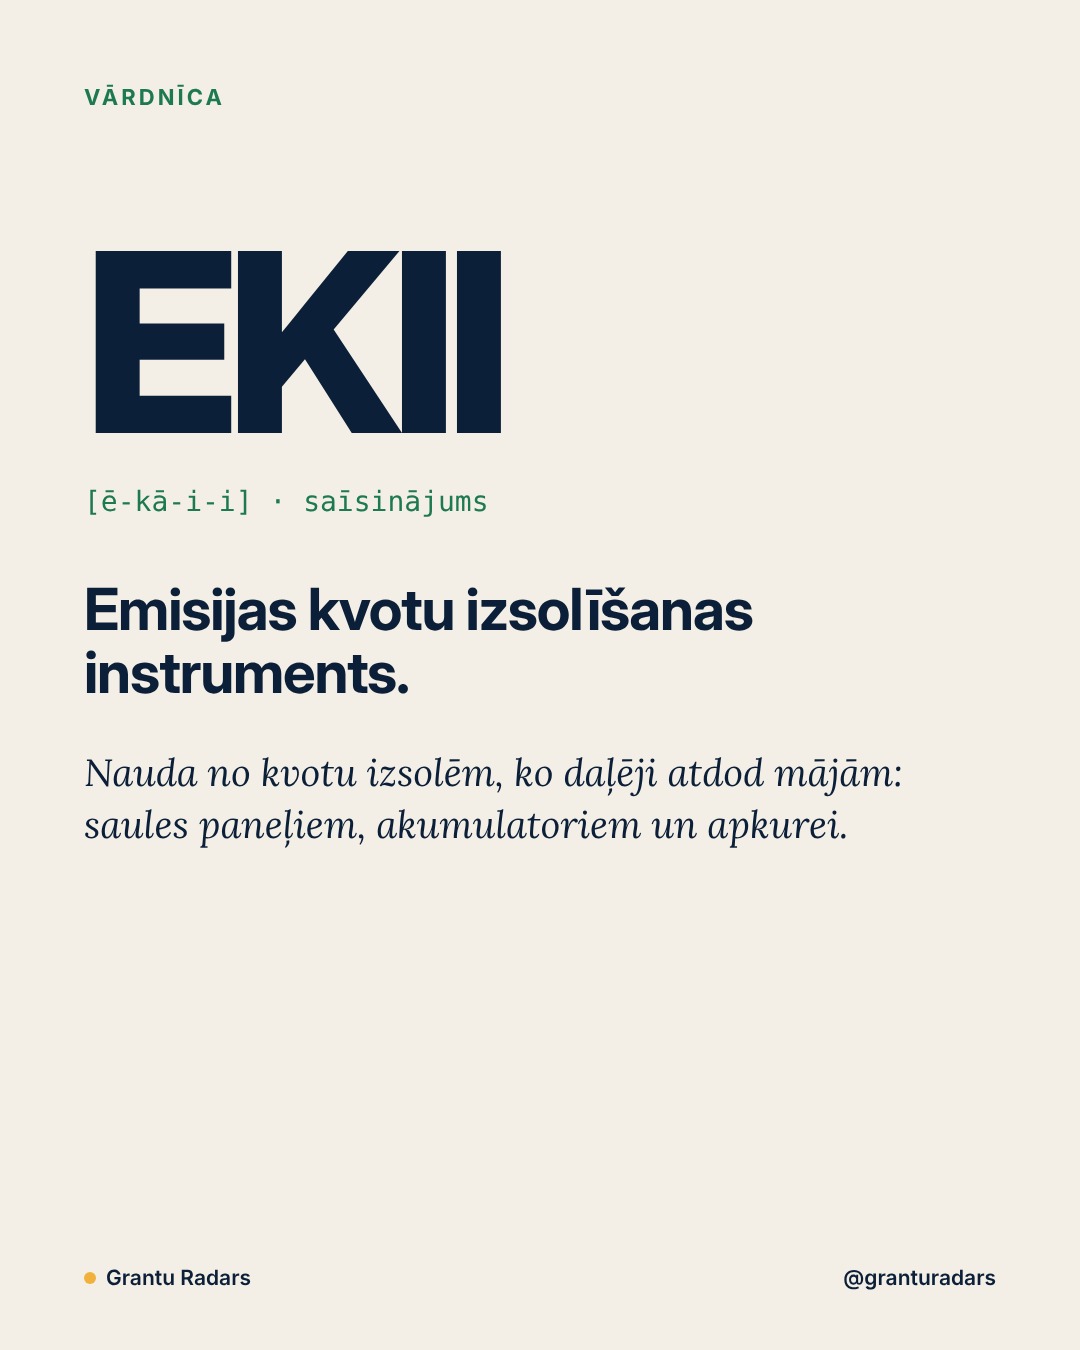 VĀRDNĪCA
EKII
[ē-kā-i-i] · saīsinājums
Emisijas kvotu izsolīšanas
instruments.
Nauda no kvotu izsolēm, ko daļēji atdod mājām:
saules paneļiem, akumulatoriem un apkurei.
Grantu Radars
@granturadars